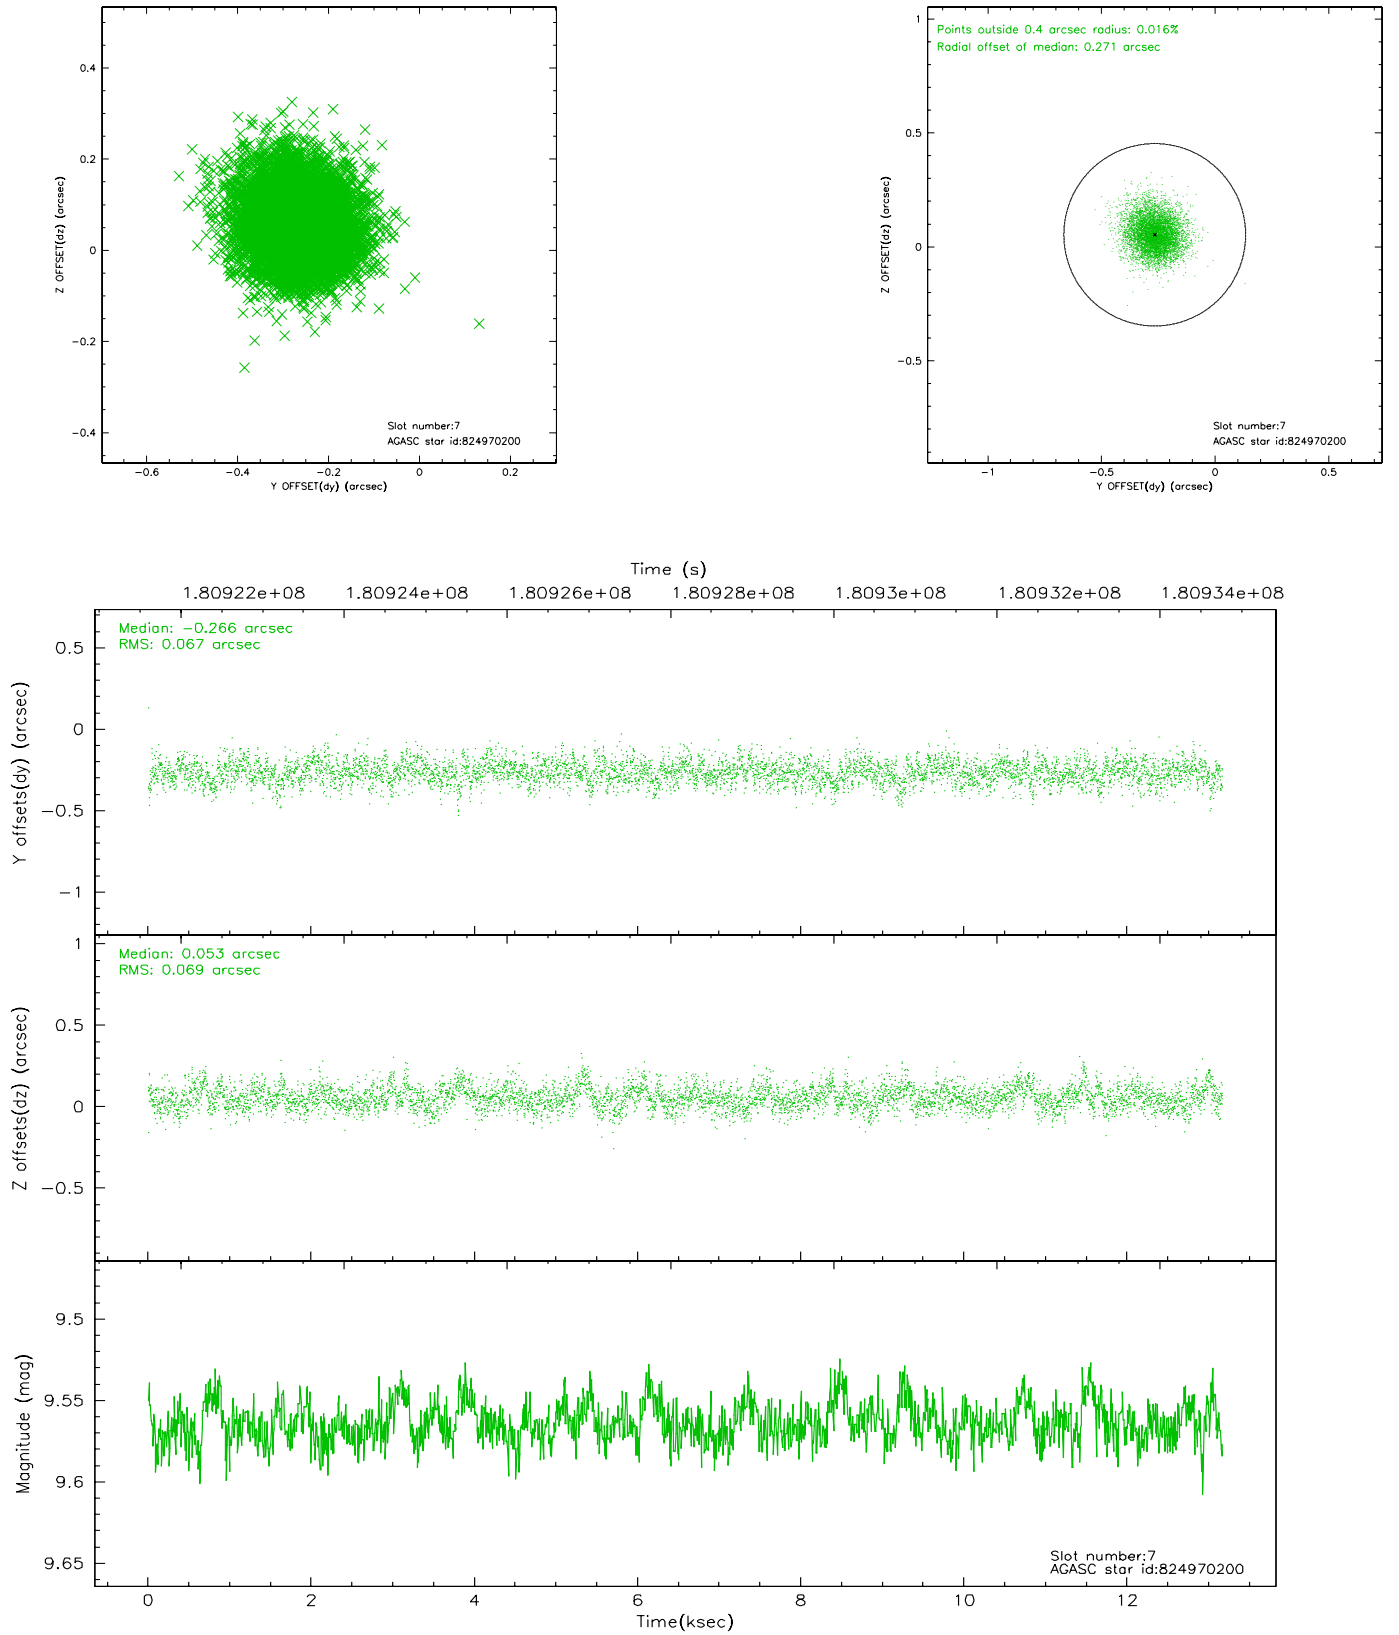 0.4
0.2
0
−0.2
−0.4
Z OFFSET(dz) (arcsec)
Slot number:7
AGASC star id:824970200
−0.6 −0.4 −0.2 0 0.2
Y OFFSET(dy) (arcsec)
Points outside 0.4 arcsec radius: 0.016%
Radial offset of median: 0.271 arcsec
1
0.5
0
−0.5
Z OFFSET(dz) (arcsec)
Slot number:7
AGASC star id:824970200
−1 −0.5 0 0.5
Y OFFSET(dy) (arcsec)
Time (s)
1.80922e+08 1.80924e+08 1.80926e+08 1.80928e+08 1.8093e+08 1.80932e+08 1.80934e+08
Median: −0.266 arcsec
RMS: 0.067 arcsec
0.5
0
−0.5
−1
Y offsets(dy) (arcsec)
Median: 0.053 arcsec
RMS: 0.069 arcsec
1
0.5
0
−0.5
Z offsets(dz) (arcsec)
9.5
9.55
9.6
9.65
Magnitude (mag)
Slot number:7
AGASC star id:824970200
0 2 4 6 8 10 12
Time(ksec)